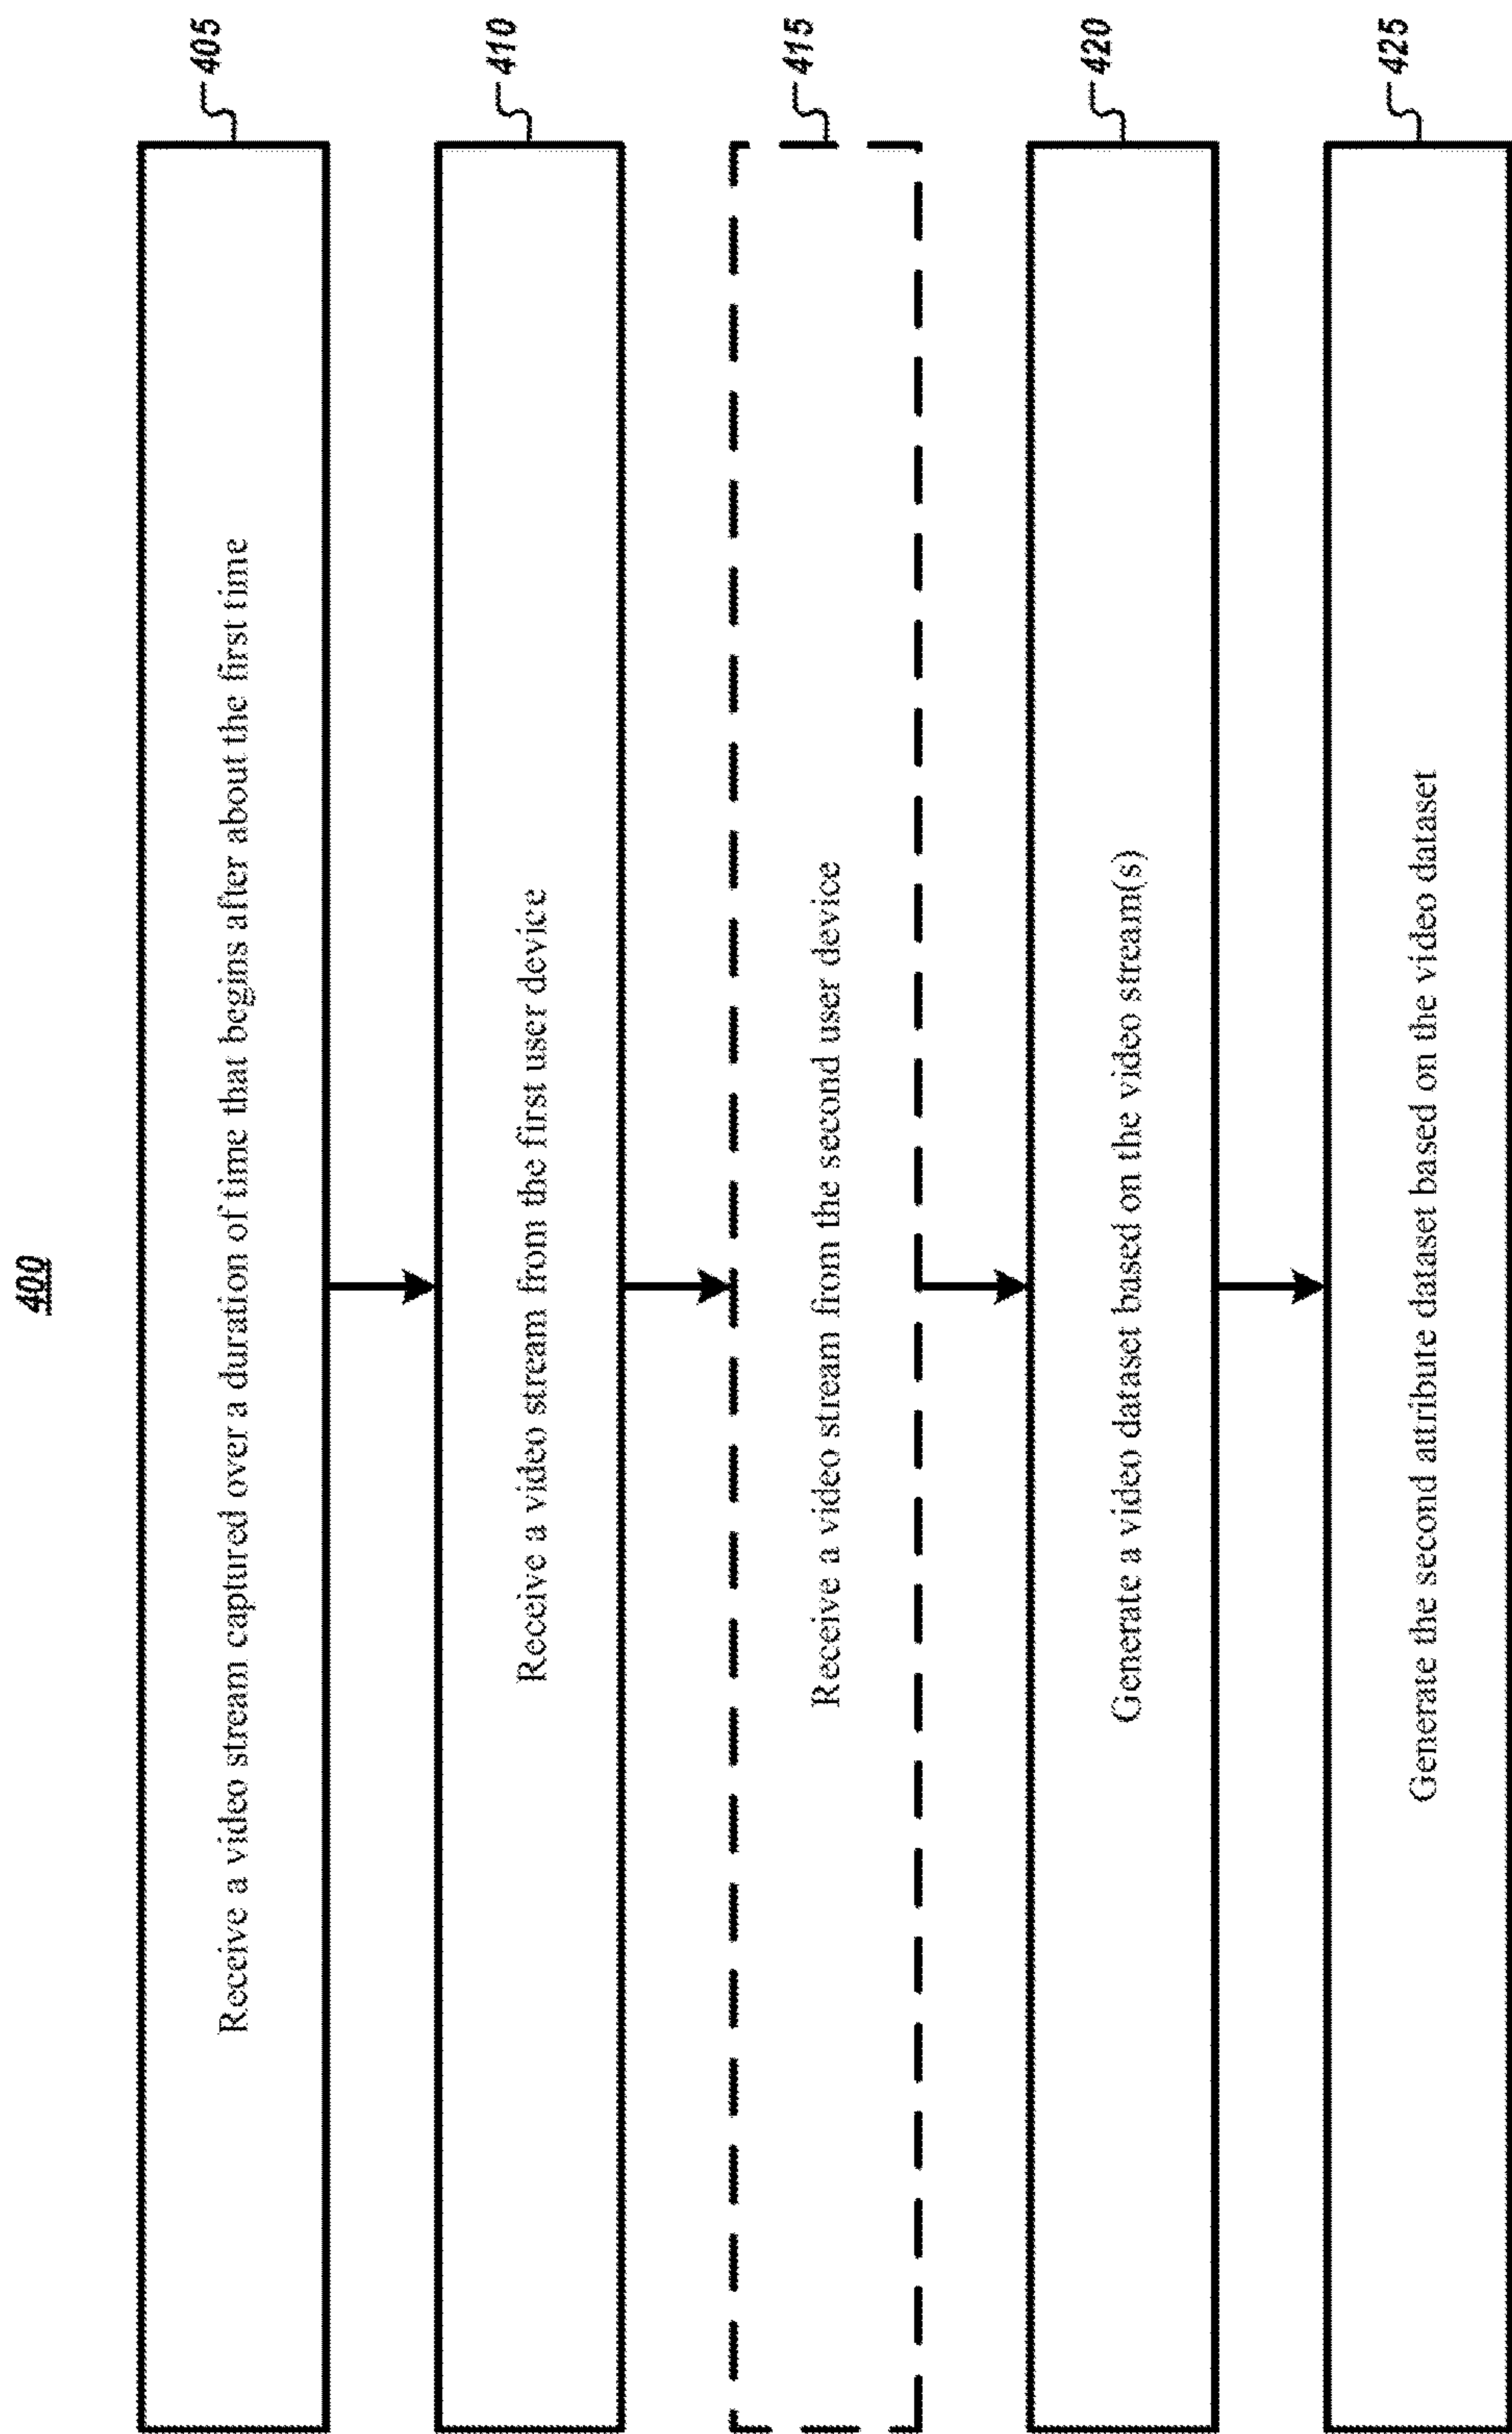 400
Receive a video stream captured over a duration of time that begins after about the first time
405
Receive a video stream from the first user device
410
Receive a video stream from the second user device
415
Generate a video dataset based on the video stream(s)
420
Generate the second attribute dataset based on the video dataset
425